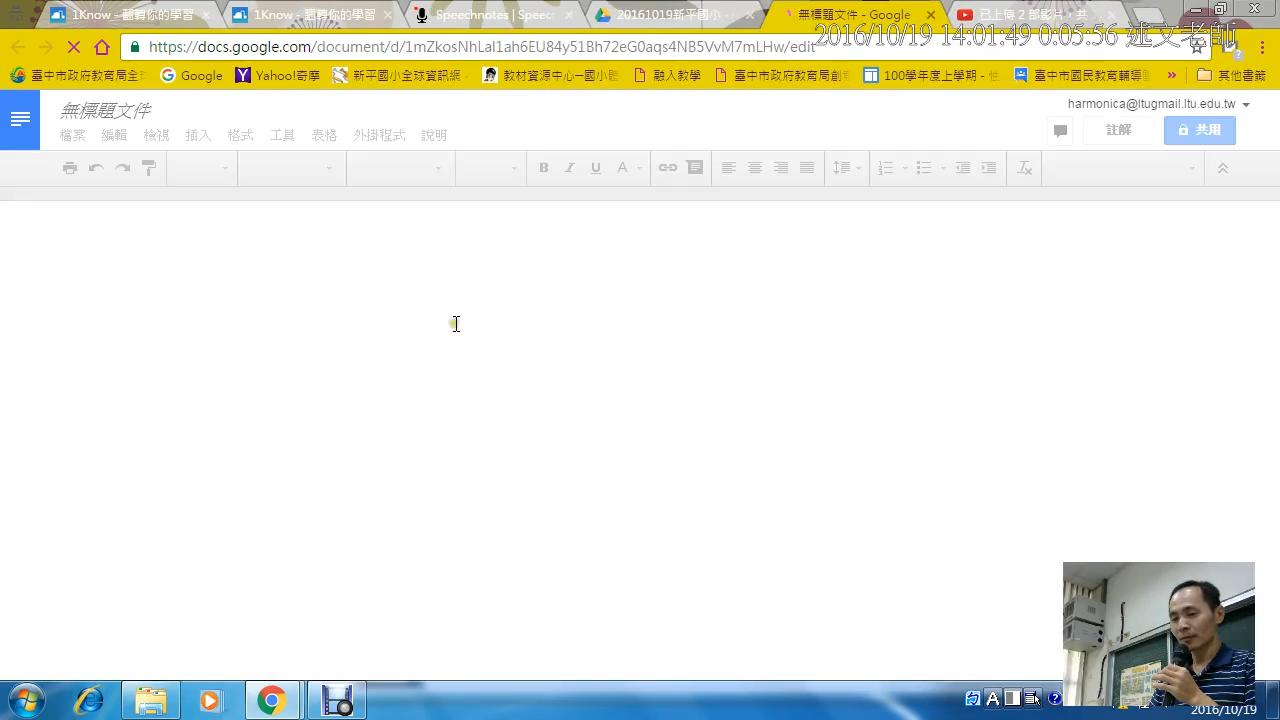 1Know - 翻轉你的學習
1Know - 翻轉你的學習
Speechnotes | Speec
20161019新平國小 -
無標題文件 - Google
已上傳 2 部影片，共
2016/10/19 14:01:49 0:05:56 述文老師
https://docs.google.com/document/d/1mZkosNhLaI1ah6EU84y51Bh72eG0aqs4NB5VvM7mLHw/edit
臺中市政府教育局全
Google
Yahoo!奇摩
新平國小全球資訊網
教材資源中心─國小
融入教學
臺中市政府教育局創
100學年度上學期 -
臺中市國民教育輔導
»
其他書籤
無標題文件
harmonica@ltugmail.ltu.edu.tw
檔案 編輯 檢視 插入 格式 工具 表格 外掛程式 說明
註解
共用
B I U A
A
2016/10/19